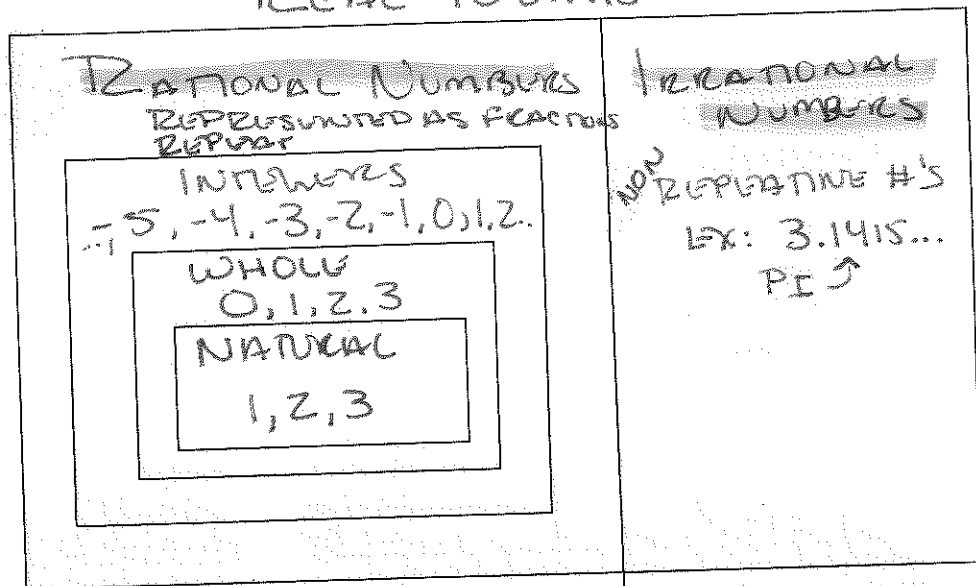 RATIONAL NUMBERS
REPRESENTED AS FRACTIONS
REPEAT
INTEGERS
..., -5, -4, -3, -2, -1, 0, 1, 2..
WHOLE
0, 1, 2, 3
NATURAL
1, 2, 3
IRRATIONAL
NUMBERS
NON REPEATING #'S
EX: 3.1415...
PI